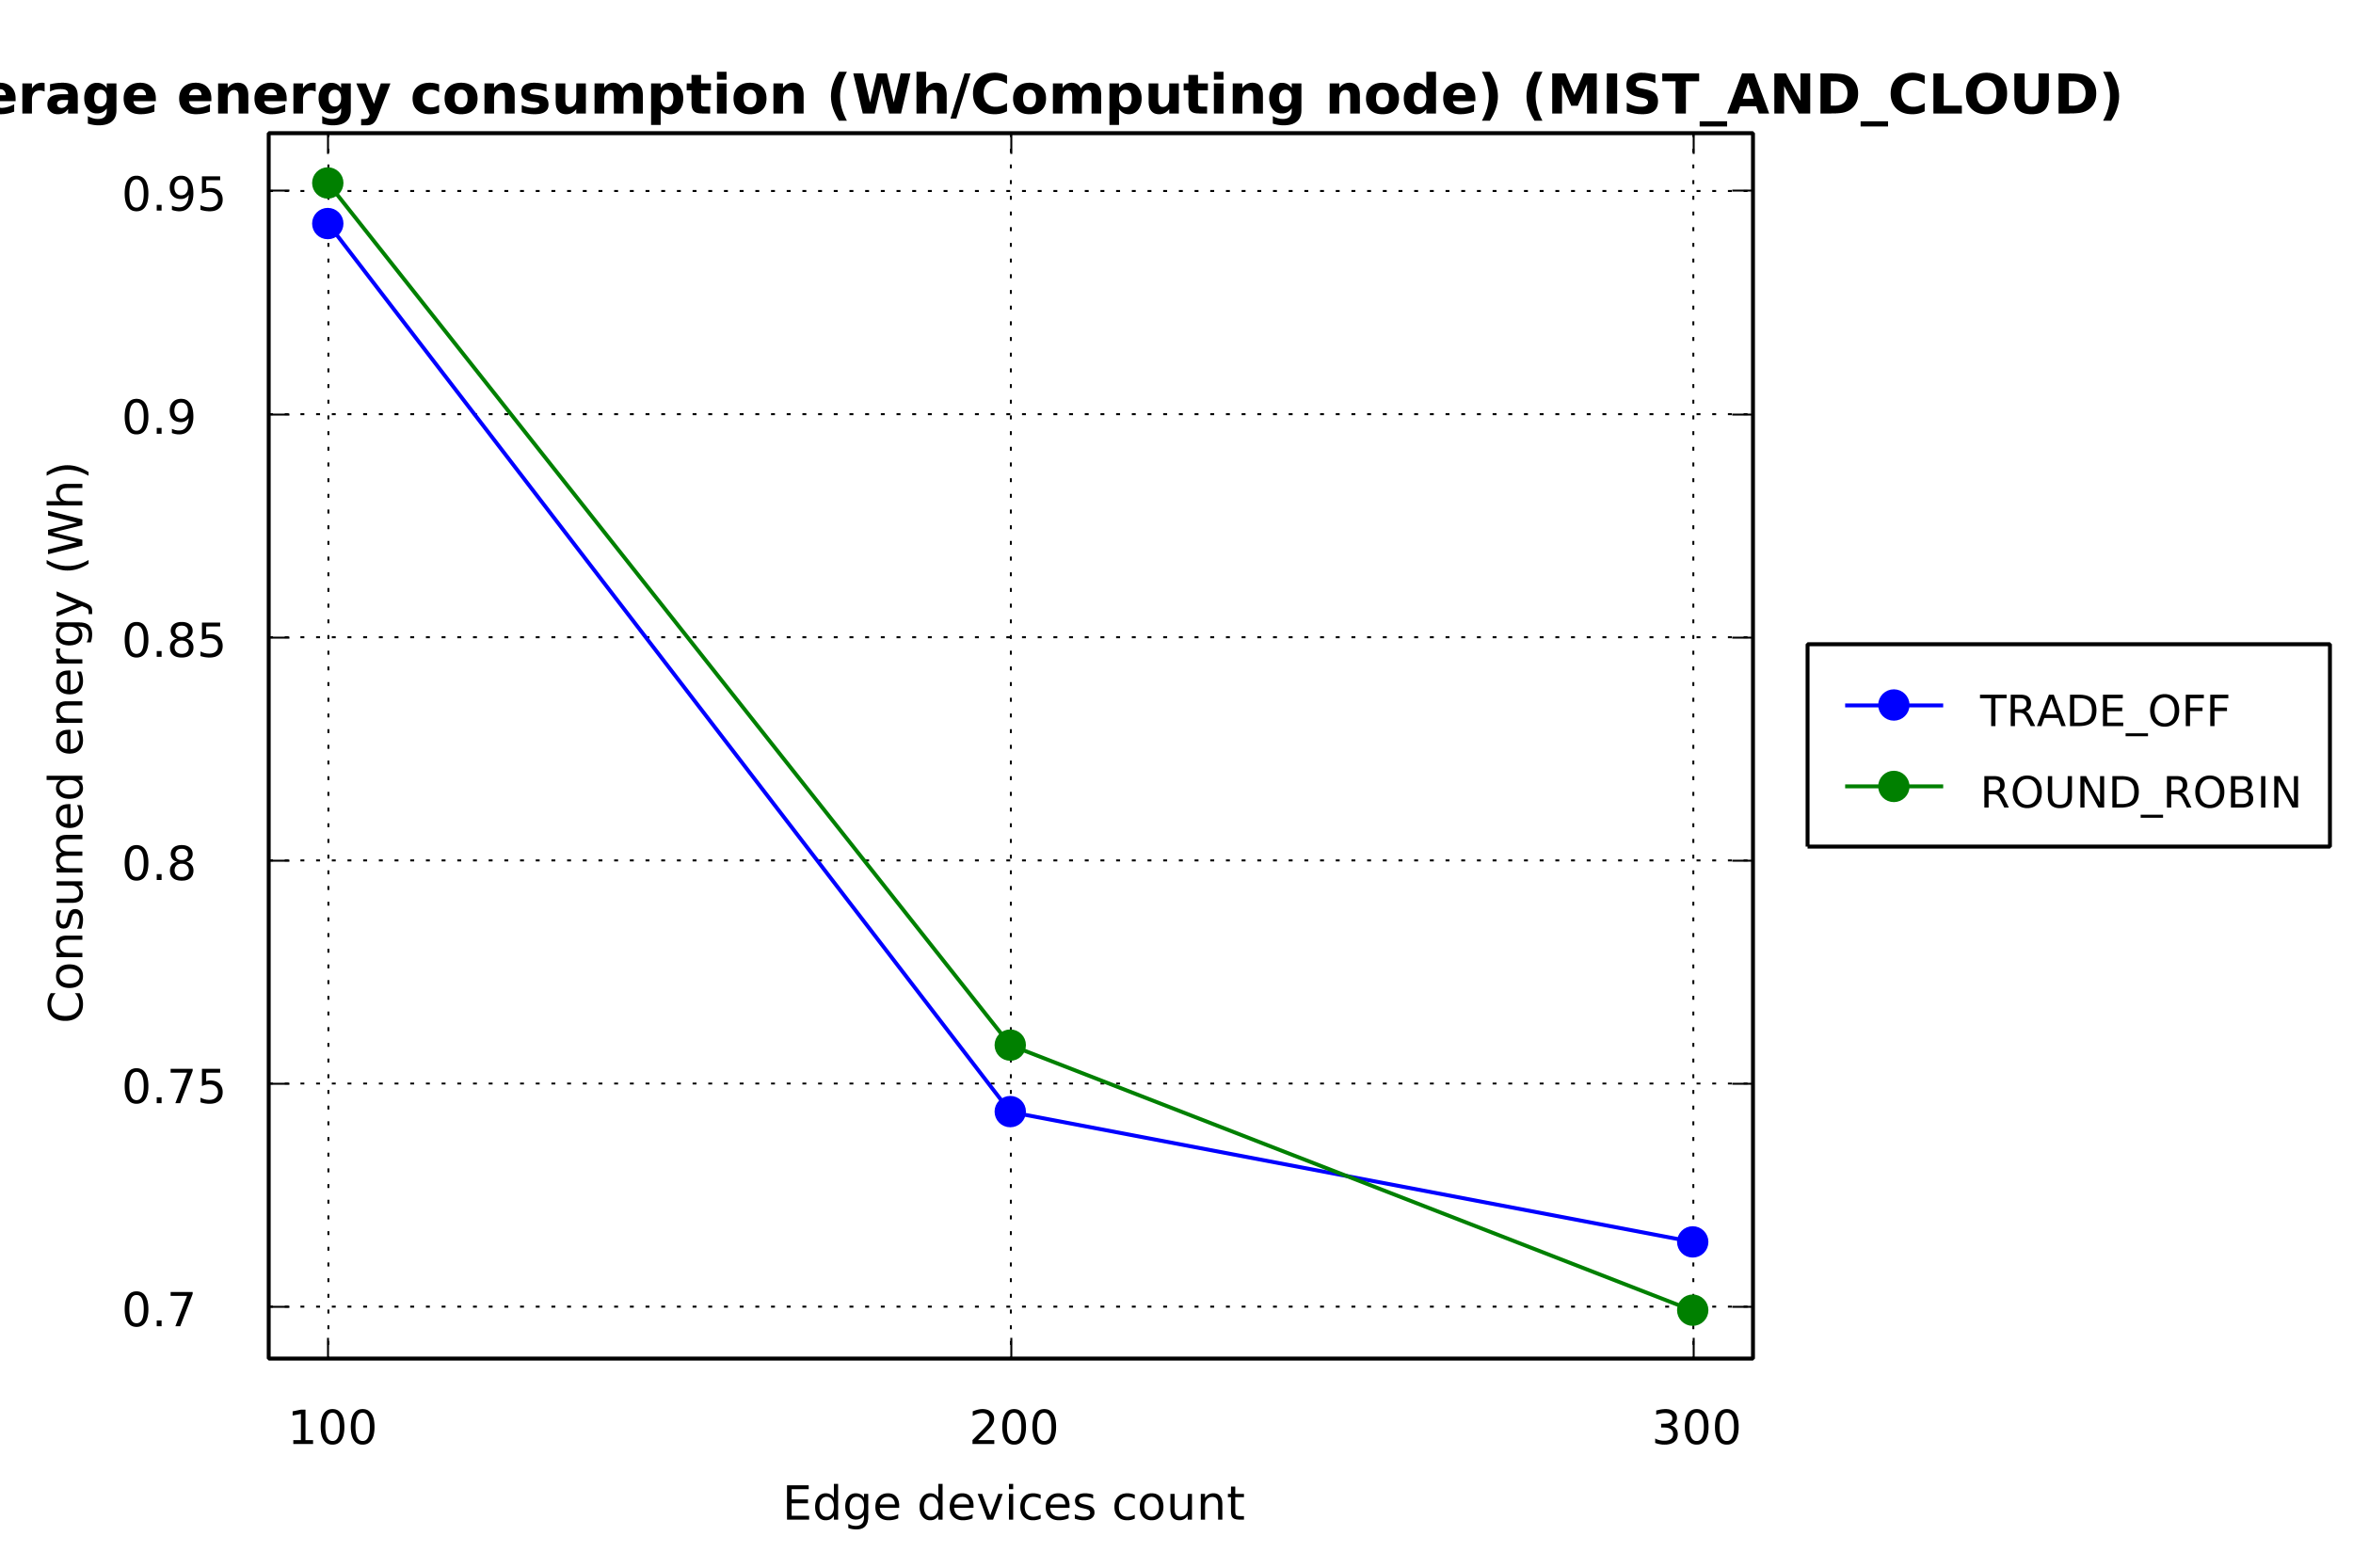 erage energy consumption (Wh/Computing node) (MIST_AND_CLOUD)
0.95
0.9
0.85
0.8
0.75
0.7
Consumed energy (Wh)
100 200 300
Edge devices count
TRADE_OFF
ROUND_ROBIN